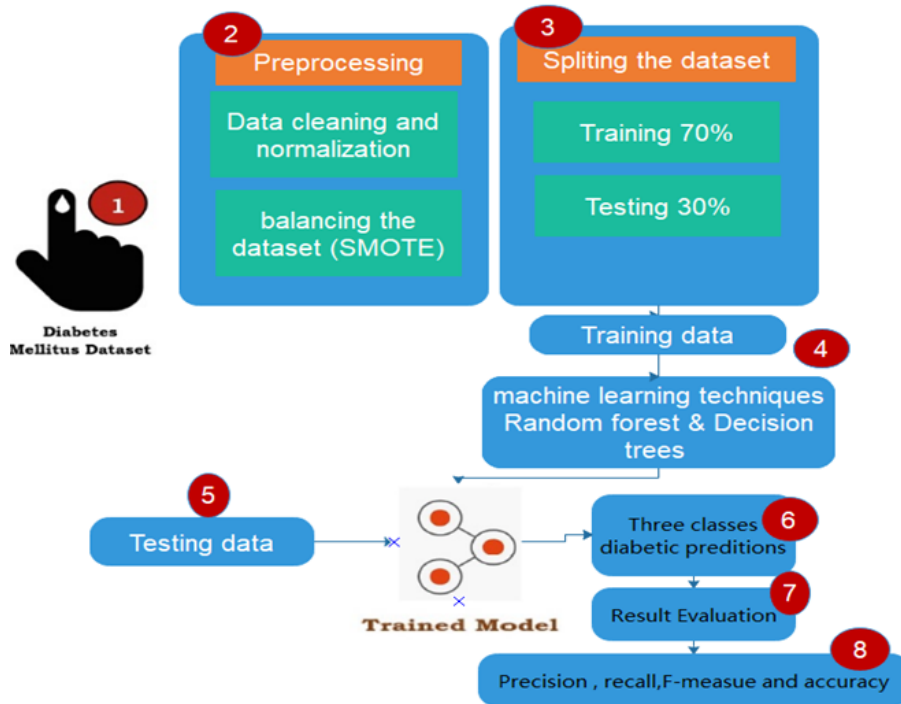 1
Diabetes
Mellitus Dataset
2
Preprocessing
Data cleaning and
normalization
balancing the
dataset (SMOTE)
3
Spliting the dataset
Training 70%
Testing 30%
Training data
4
machine learning techniques
Random forest & Decision
trees
5
Testing data
Trained Model
6
Three classes
diabetic preditions
7
Result Evaluation
8
Precision , recall,F-measue and accuracy